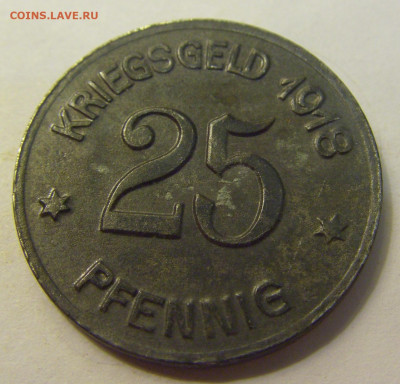 COINS.LAVE.RU
KRIEGSGELD 1918
25
PFENNIG